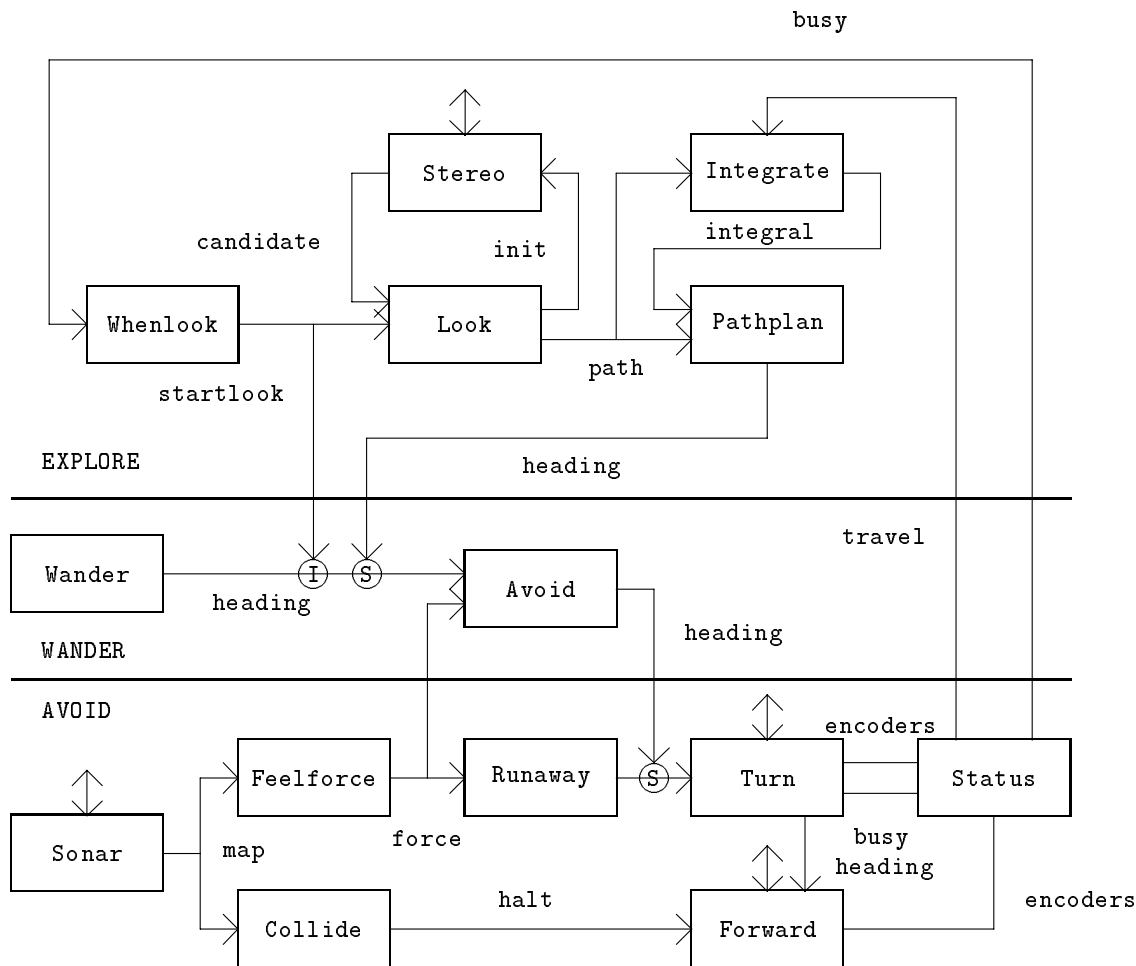 busy
Stereo
Integrate
candidate
init
integral
Whenlook
Look
Pathplan
startlook
path
EXPLORE
heading
travel
Wander
I
S
Avoid
heading
heading
WANDER
AVOID
encoders
Feelforce
Runaway
S
Turn
Status
Sonar
map
force
busy
heading
halt
encoders
Collide
Forward